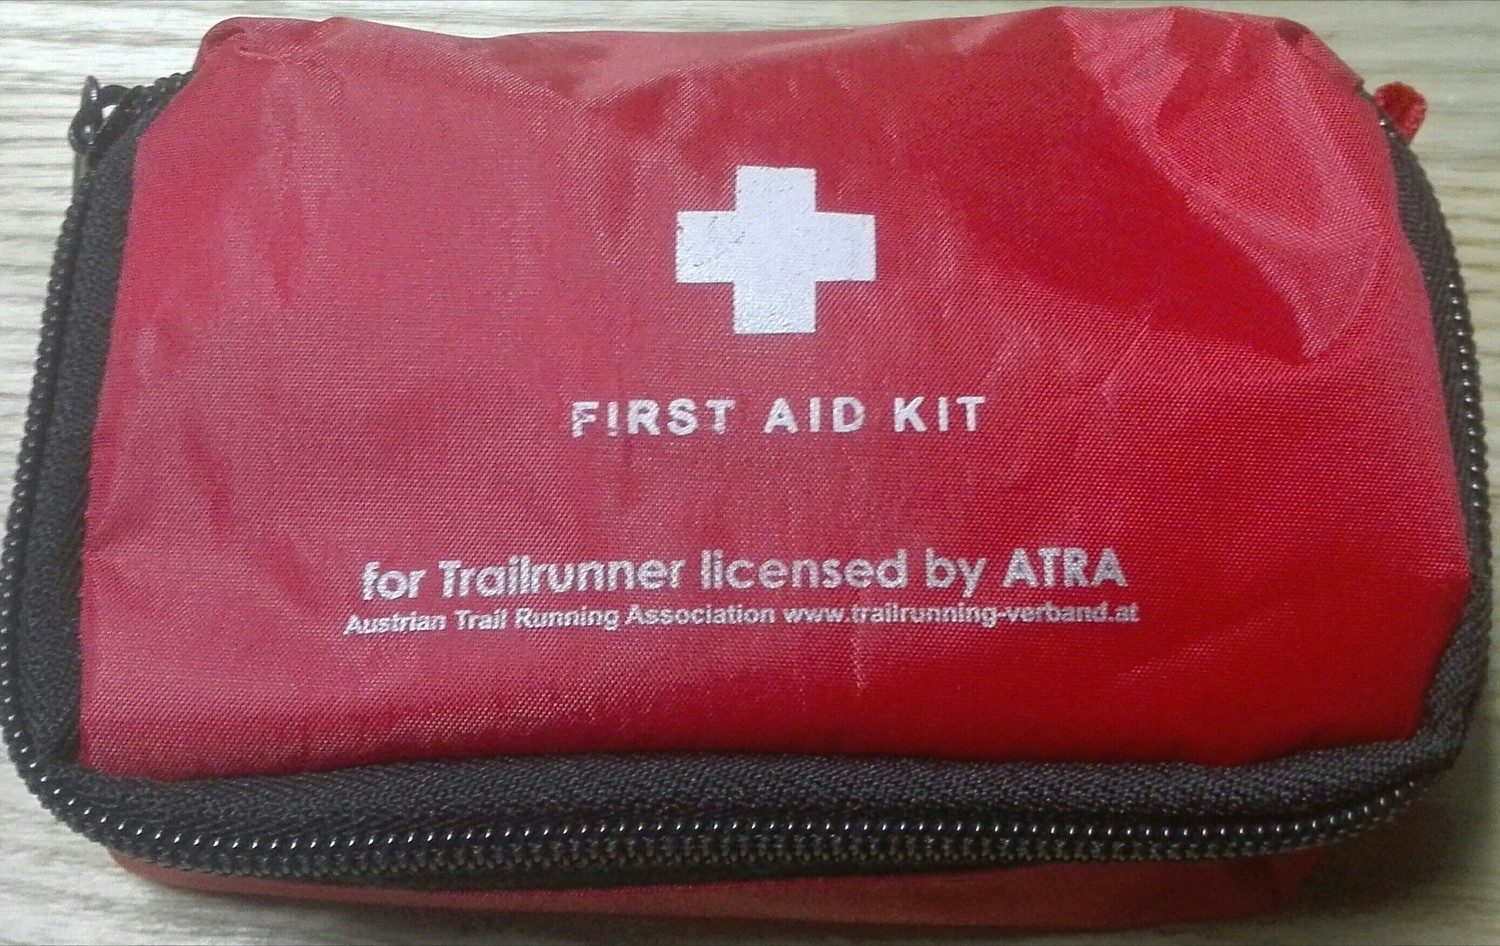 FIRST AID KIT
for Trailrunner licensed by ATRA
Austrian Trail Running Association www.trailrunning-verband.at